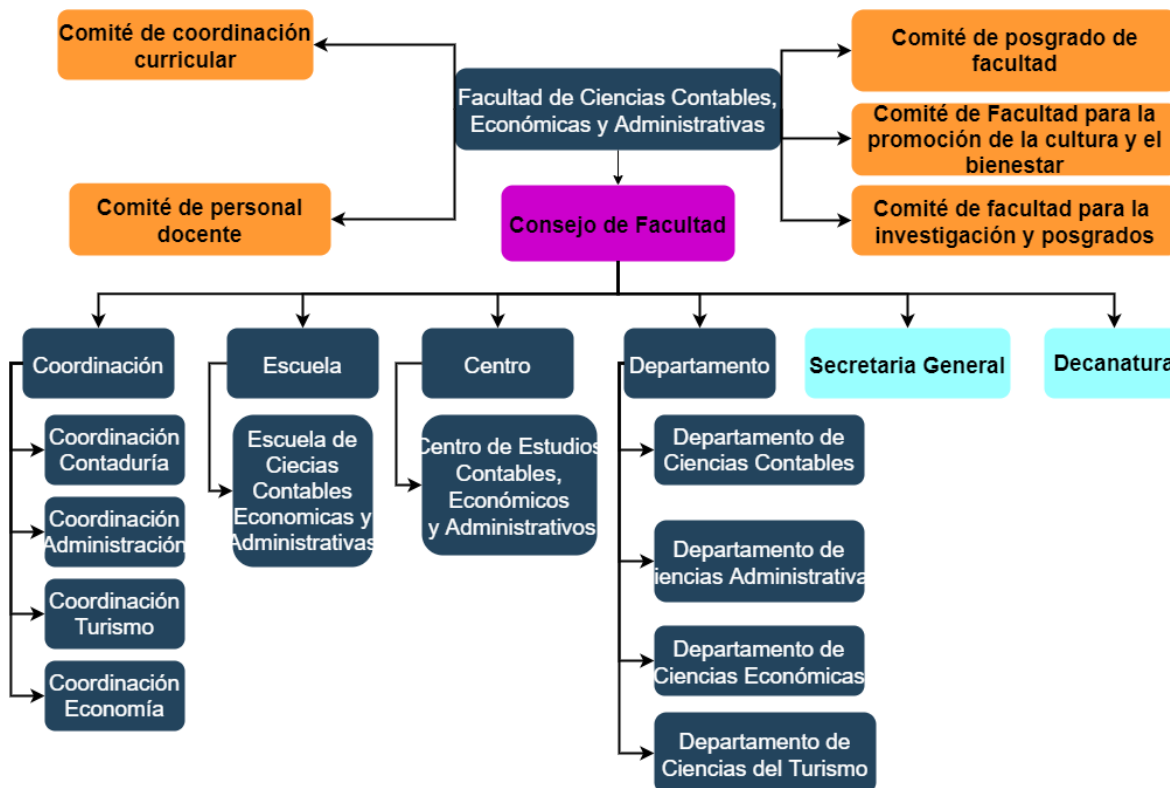 Comité de coordinación
curricular
Facultad de Ciencias Contables,
Económicas y Administrativas
Comité de posgrado de
facultad
Comité de Facultad para la
promoción de la cultura y el
bienestar
Comité de personal
docente
Consejo de Facultad
Comité de facultad para la
investigación y posgrados
Coordinación
Escuela
Centro
Departamento
Secretaria General
Decanatura
Coordinación
Contaduría
Coordinación
Administración
Coordinación
Turismo
Coordinación
Economía
Escuela de
Ciecias
Contables
Economicas y
Administrativas
Centro de Estudios
Contables,
Económicos
y Administrativos
Departamento de
Ciencias Contables
Departamento de
iencias Administrativa
Departamento de
Ciencias Económicas
Departamento de
Ciencias del Turismo